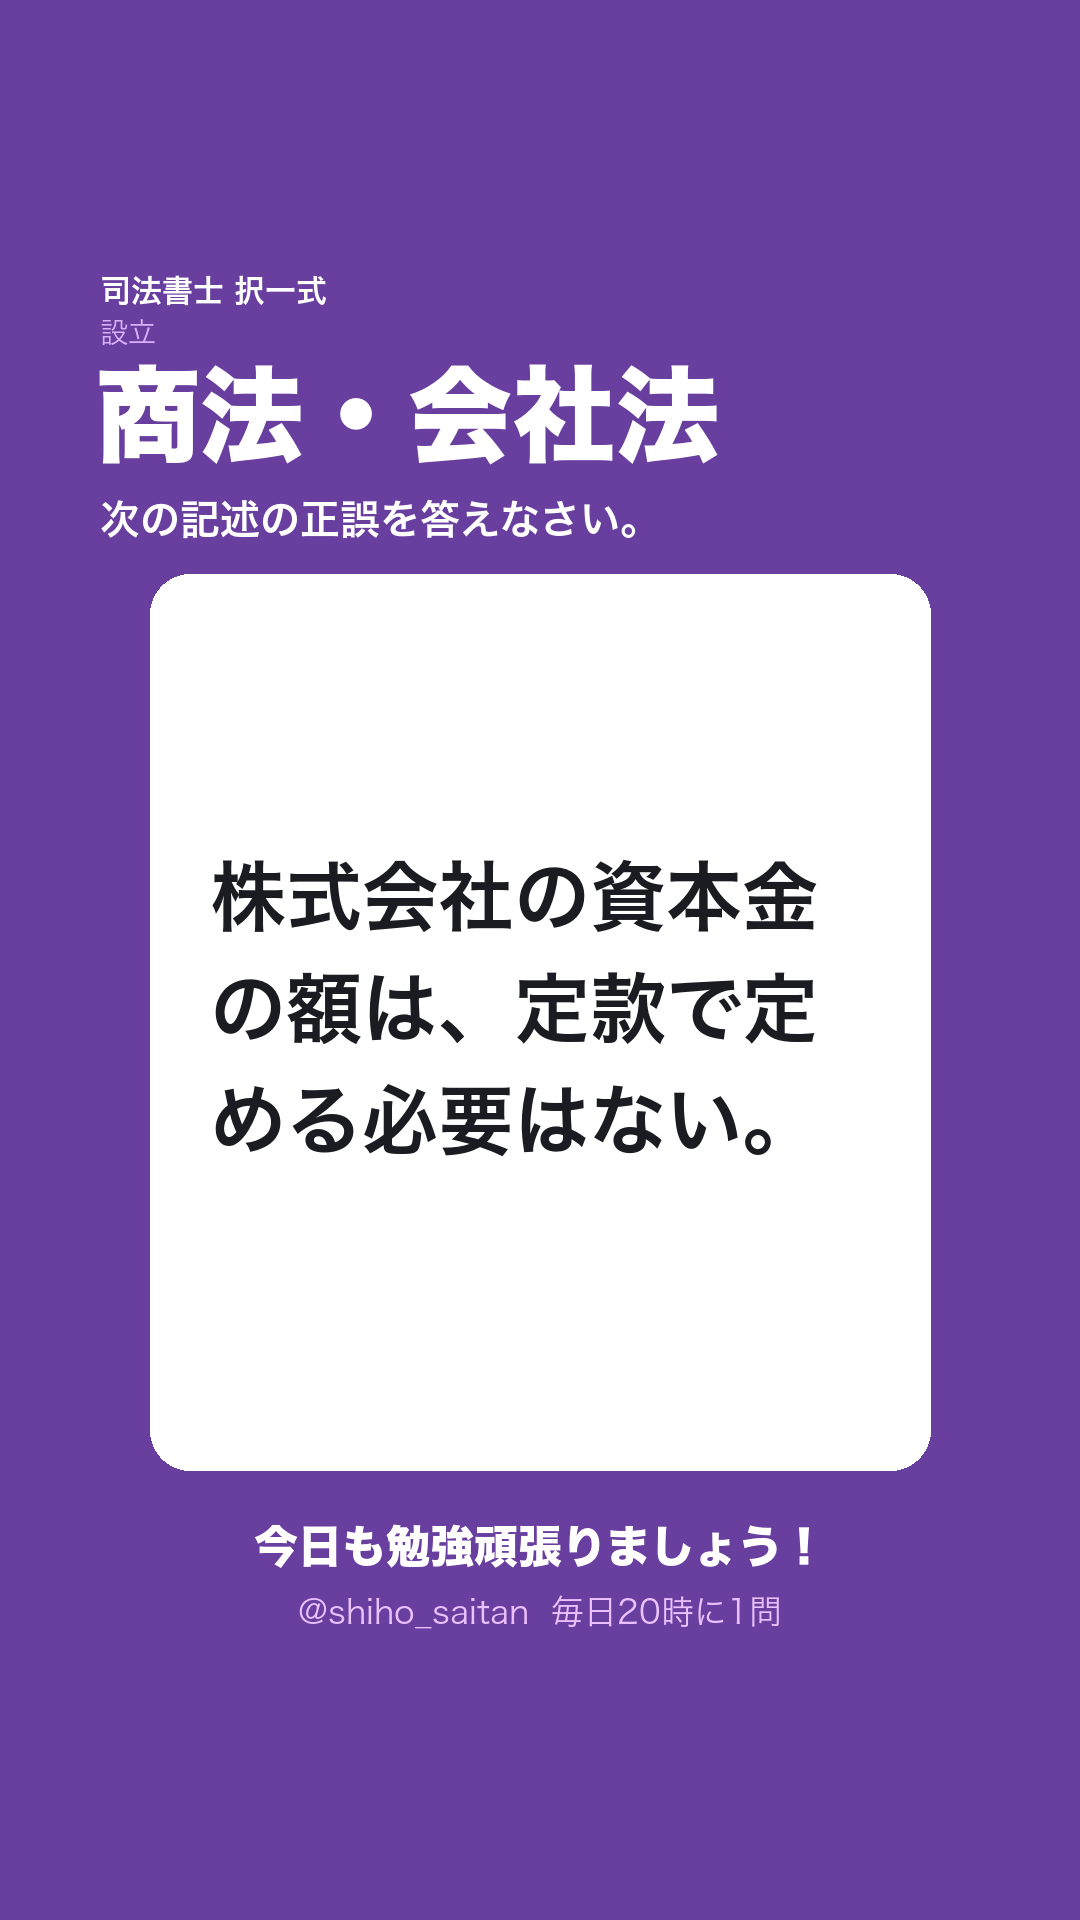 司法書士 択一式
設立
商法・会社法
次の記述の正誤を答えなさい。
株式会社の資本金
の額は、定款で定
める必要はない。
今日も勉強頑張りましょう！
@shiho_saitan 毎日20時に1問